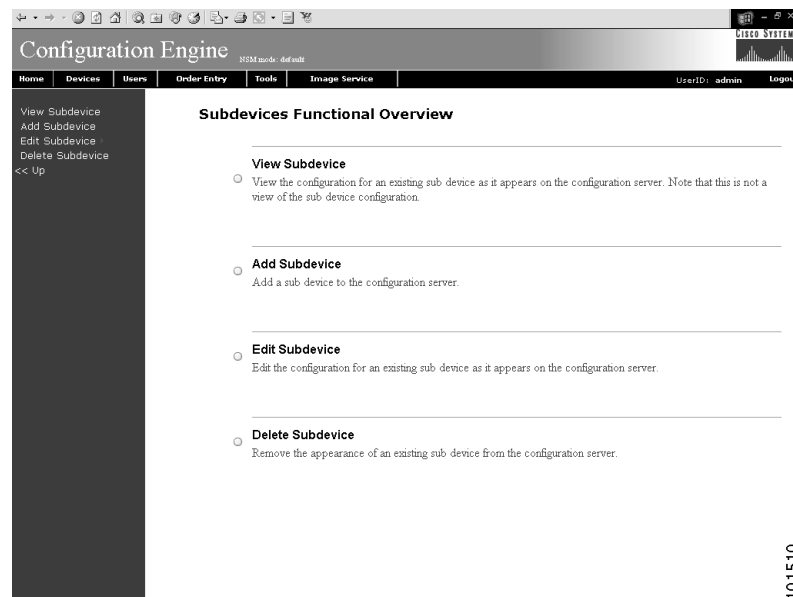 CISCO SYSTEM
Configuration Engine NSM mode: default
Home Devices Users Order Entry Tools Image Service UserID: admin Logou
View Subdevice
Add Subdevice
Edit Subdevice
Delete Subdevice
<< Up
Subdevices Functional Overview
View Subdevice
View the configuration for an existing sub device as it appears on the configuration server. Note that this is not a
view of the sub device configuration.
Add Subdevice
Add a sub device to the configuration server.
Edit Subdevice
Edit the configuration for an existing sub device as it appears on the configuration server.
Delete Subdevice
Remove the appearance of an existing sub device from the configuration server.
101510